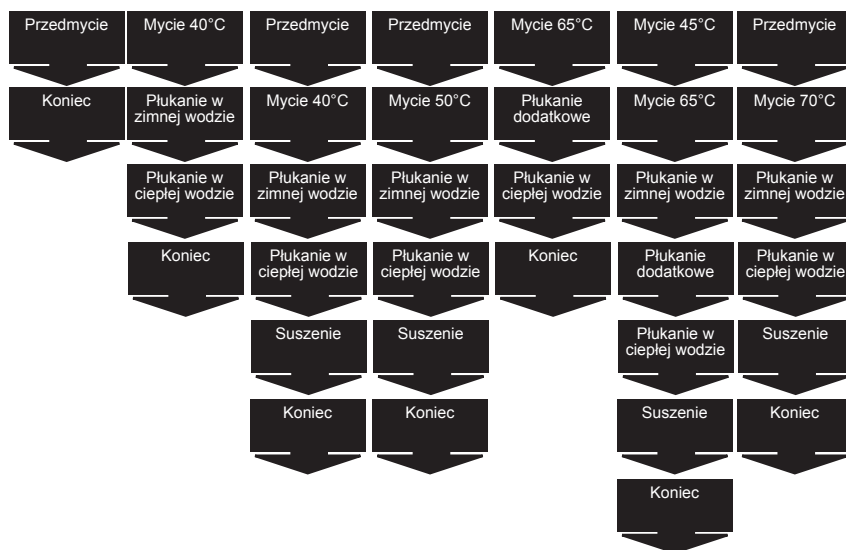 Przedmycie
Mycie 40°C
Przedmycie
Przedmycie
Mycie 65°C
Mycie 45°C
Przedmycie
Koniec
Płukanie w
zimnej wodzie
Mycie 40°C
Mycie 50°C
Płukanie
dodatkowe
Mycie 65°C
Mycie 70°C
Płukanie w
ciepłej wodzie
Płukanie w
zimnej wodzie
Płukanie w
zimnej wodzie
Płukanie w
ciepłej wodzie
Płukanie w
zimnej wodzie
Płukanie w
zimnej wodzie
Koniec
Płukanie w
ciepłej wodzie
Płukanie w
ciepłej wodzie
Koniec
Płukanie
dodatkowe
Płukanie w
ciepłej wodzie
Suszenie
Suszenie
Płukanie w
ciepłej wodzie
Suszenie
Koniec
Koniec
Suszenie
Koniec
Koniec